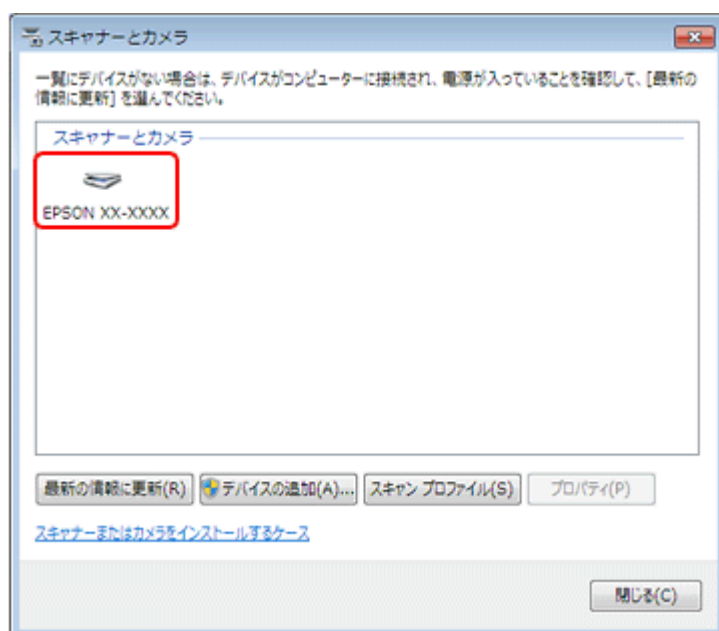 スキャナーとカメラ
一覧にデバイスがない場合は、デバイスがコンピューターに接続され、電源が入っていることを確認して、[最新の
情報に更新] を選んでください。
スキャナーとカメラ
EPSON XX-XXXX
最新の情報に更新(R) デバイスの追加(A)... スキャン プロファイル(S) プロパティ(P)
スキャナーまたはカメラをインストールするケース
閉じる(C)